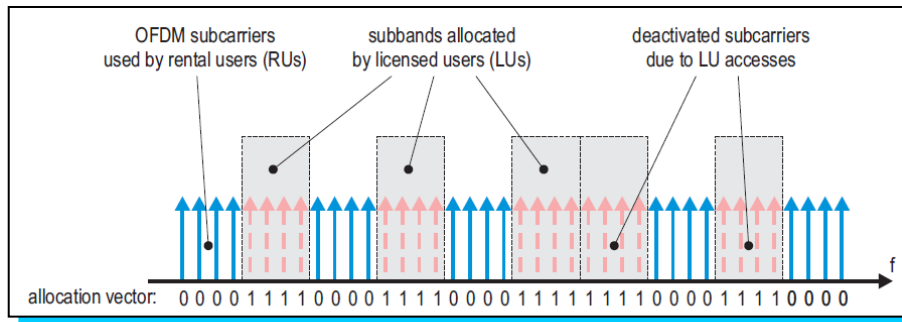 OFDM subcarriers
used by rental users (RUs)
subbands allocated
by licensed users (LUs)
deactivated subcarriers
due to LU accesses
f
allocation vector: 0 0 0 0 1 1 1 1 0 0 0 0 1 1 1 1 0 0 0 0 1 1 1 1 1 1 1 1 0 0 0 0 1 1 1 1 0 0 0 0